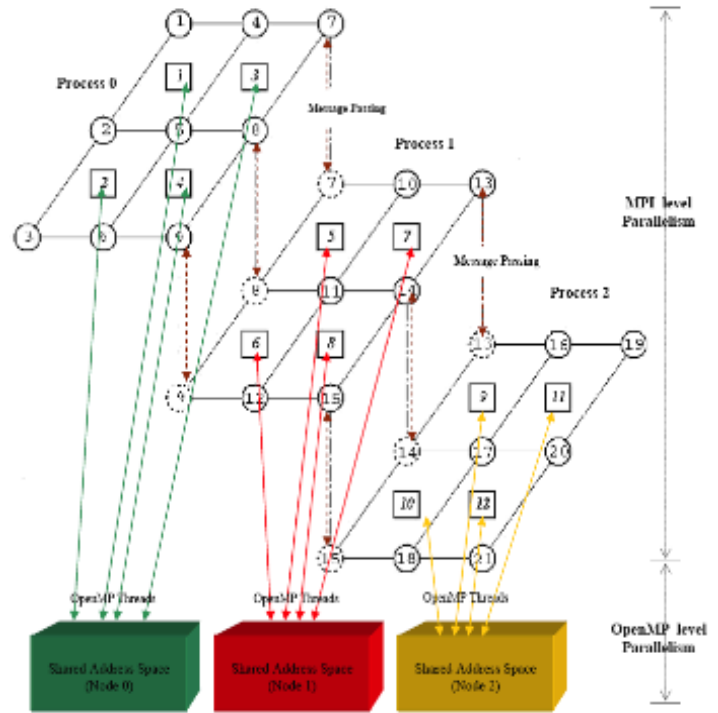 1 4 7
Process 0
1 3
Message Passing
2 5 8
Process 1
2 4
7 10 13
MPI level
Parallelism
3 6 9
5 7
Message Passing
8 11 14
Process 2
6 8
13 16 19
9 12 15
9 11
14 17 20
10 12
15 18 21
OpenMP Threads OpenMP Threads OpenMP Threads
OpenMP level
Parallelism
Shared Address Space
(Node 0)
Shared Address Space
(Node 1)
Shared Address Space
(Node 2)